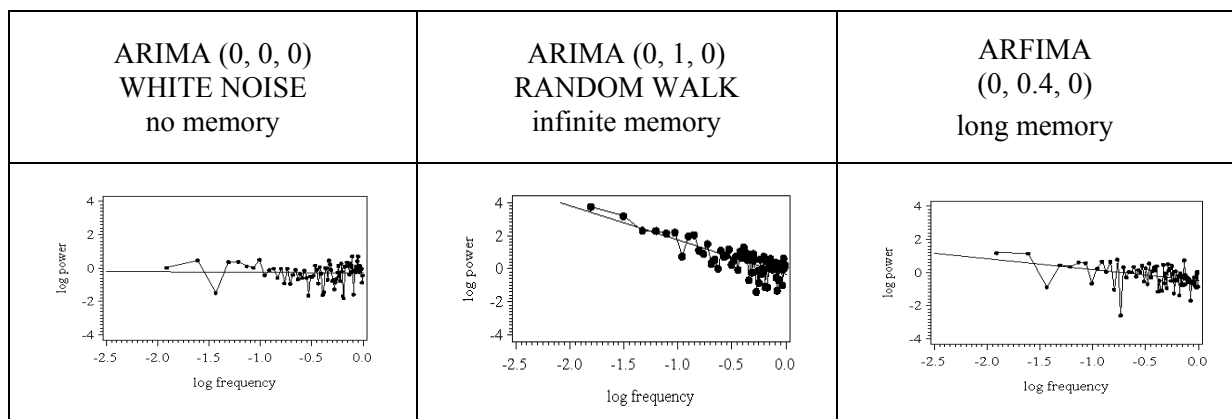 ARIMA (0, 0, 0)
WHITE NOISE
no memory
ARIMA (0, 1, 0)
RANDOM WALK
infinite memory
ARFIMA
(0, 0.4, 0)
long memory
4
2
0
-2
-4
log power
-2.5 -2.0 -1.5 -1.0 -0.5 0.0
log frequency
4
2
0
-2
-4
log power
-2.5 -2.0 -1.5 -1.0 -0.5 0.0
log frequency
4
2
0
-2
-4
log power
-2.5 -2.0 -1.5 -1.0 -0.5 0.0
log frequency